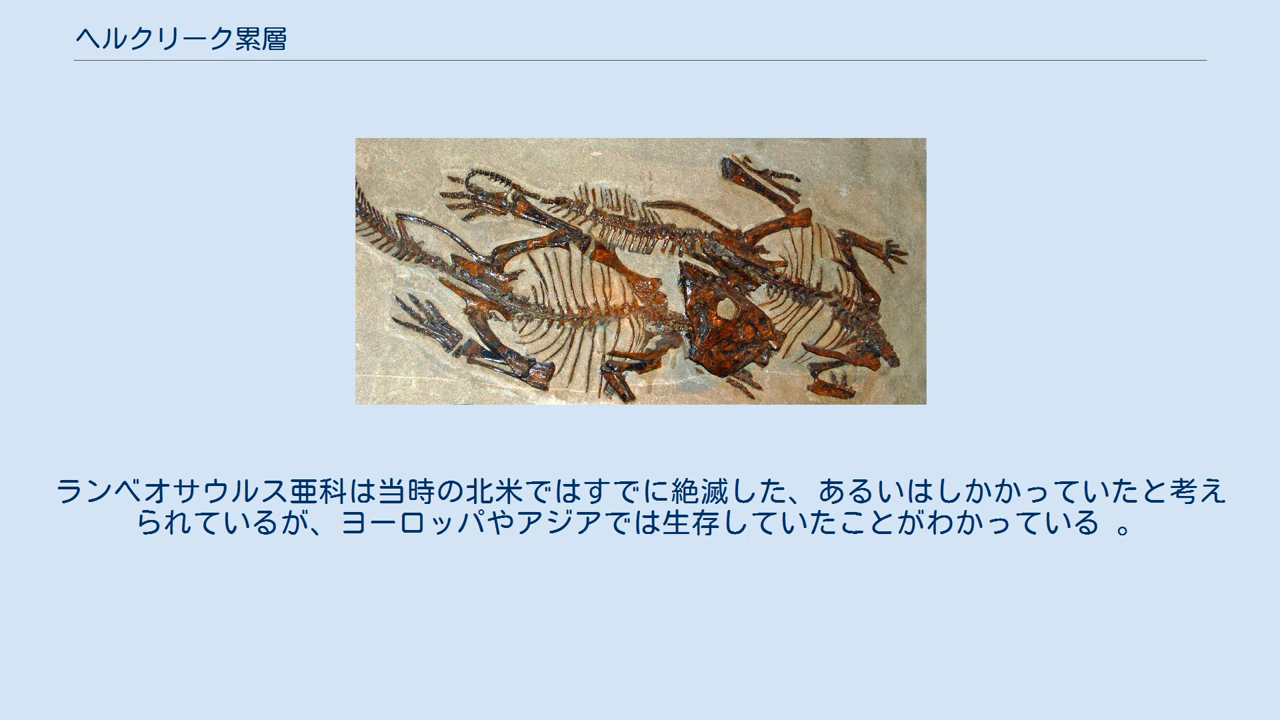 ヘルクリーク累層
ランベオサウルス亜科は当時の北米ではすでに絶滅した、あるいはしかかっていたと考え
られているが、ヨーロッパやアジアでは生存していたことがわかっている 。